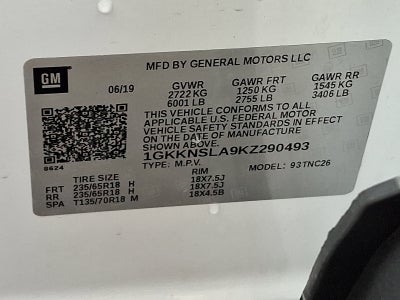 MFD BY GENERAL MOTORS LLC
GM
06/19 GVWR GAWR FRT GAWR RR
2722 KG 1250 KG 1545 KG
6001 LB 2755 LB 3406 LB
THIS VEHICLE CONFORMS TO ALL
APPLICABLE U.S. FEDERAL MOTOR
VEHICLE SAFETY STANDARDS IN EFFECT
ON THE DATE OF MANUFACTURE
SHOWN ABOVE.
1GKKNSLA9KZ290493
TYPE: M.P.V. MODEL: 93TNC26
8624
TIRE SIZE RIM
FRT 235/65R18 H 18X7.5J
RR 235/65R18 H 18X7.5J
SPA T135/70R18 M 18X4.5B